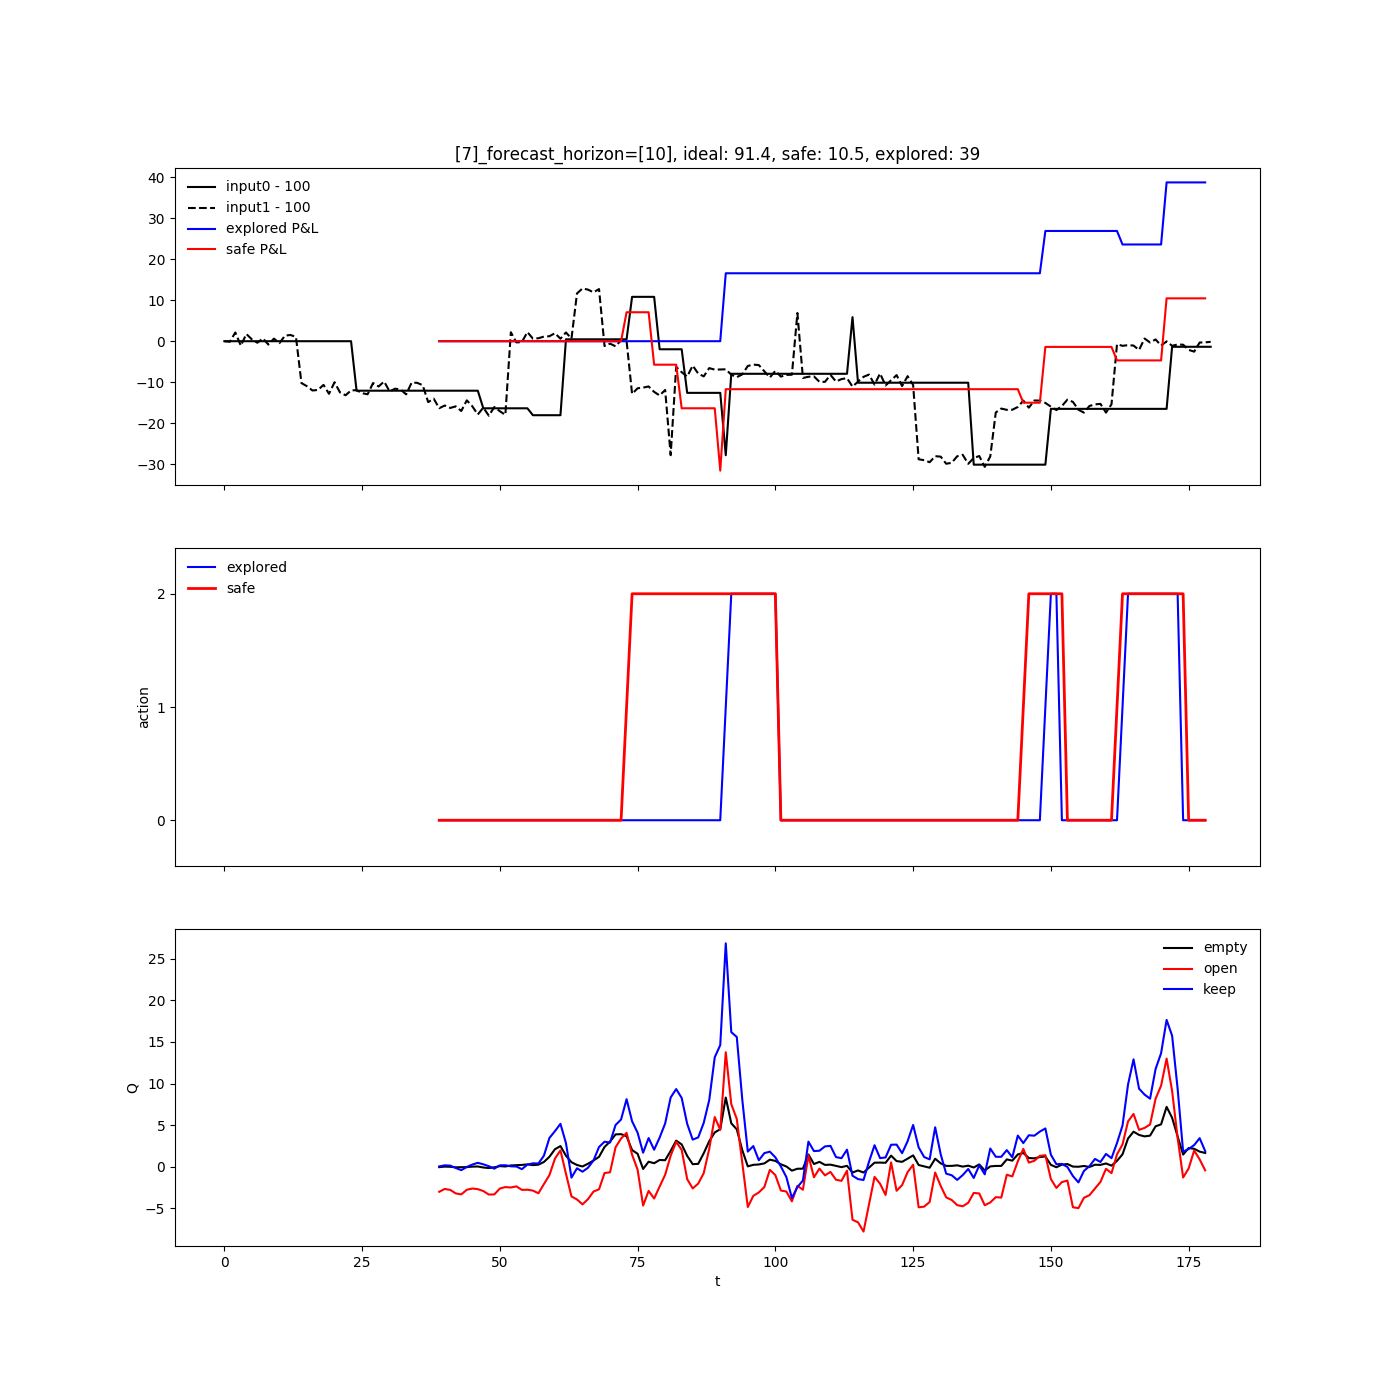 [7]_forecast_horizon=[10], ideal: 91.4, safe: 10.5, explored: 39
40
30
20
10
0
−10
−20
−30
input0 - 100
input1 - 100
explored P&L
safe P&L
action
2
1
0
explored
safe
Q
25
20
15
10
5
0
−5
empty
open
keep
0 25 50 75 100 125 150 175
t